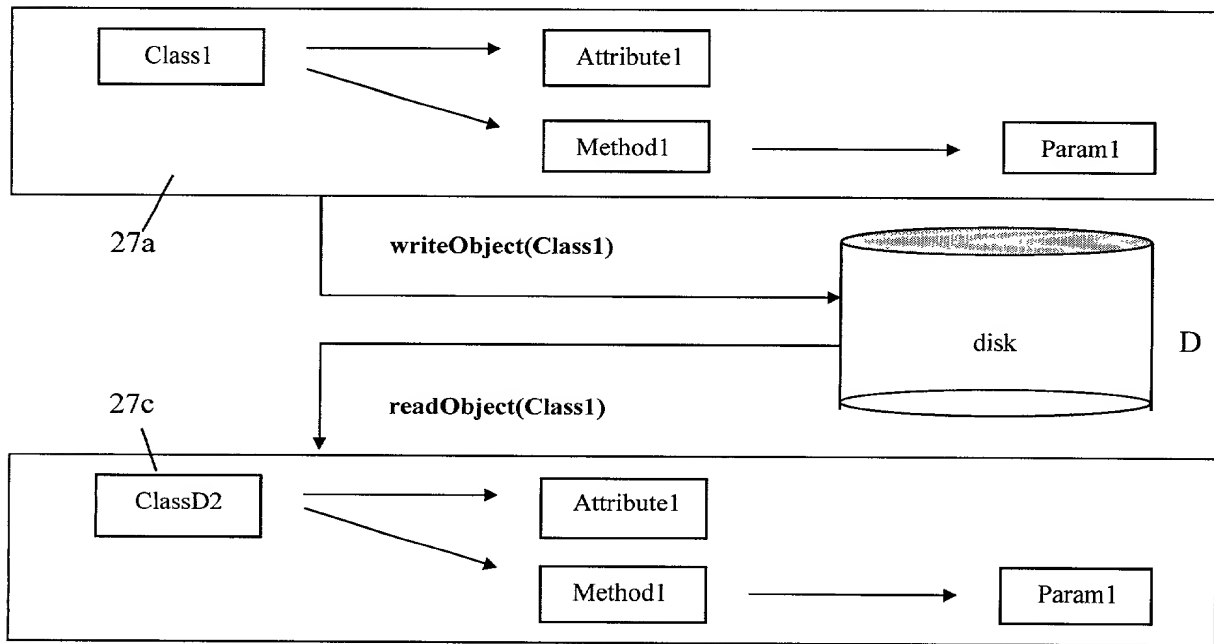 Class1
Attribute1
Method1
Param1
27a
writeObject(Class1)
disk
D
readObject(Class1)
27c
ClassD2
Attribute1
Method1
Param1